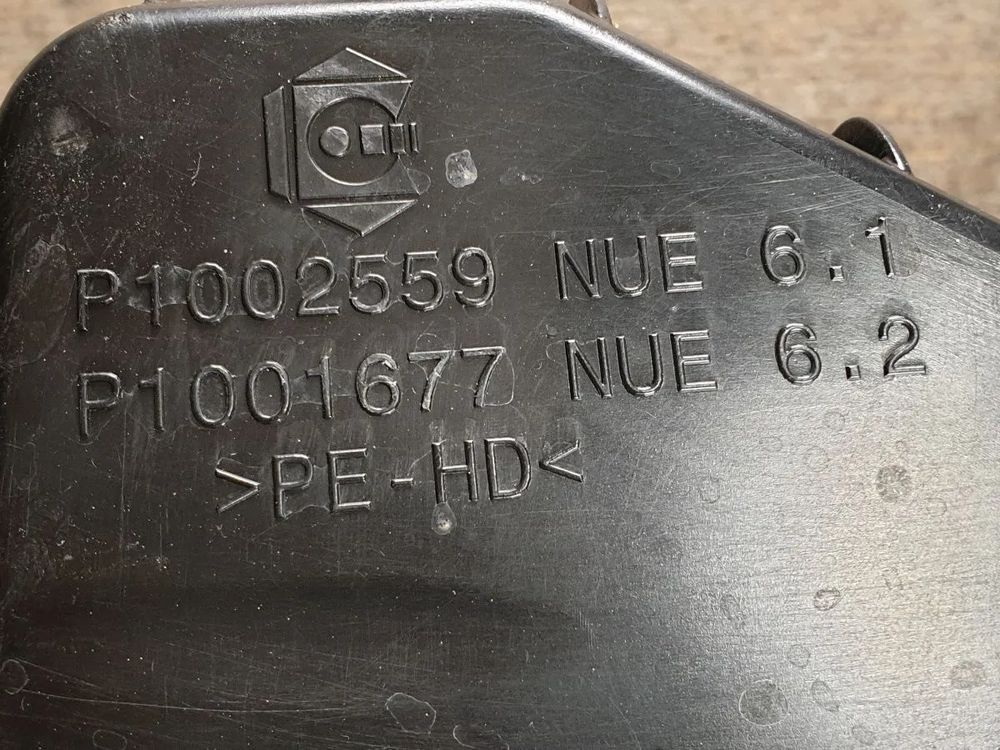 P1002559 NUE 6.1
P1001677 NUE 6.2
>PE-HD<